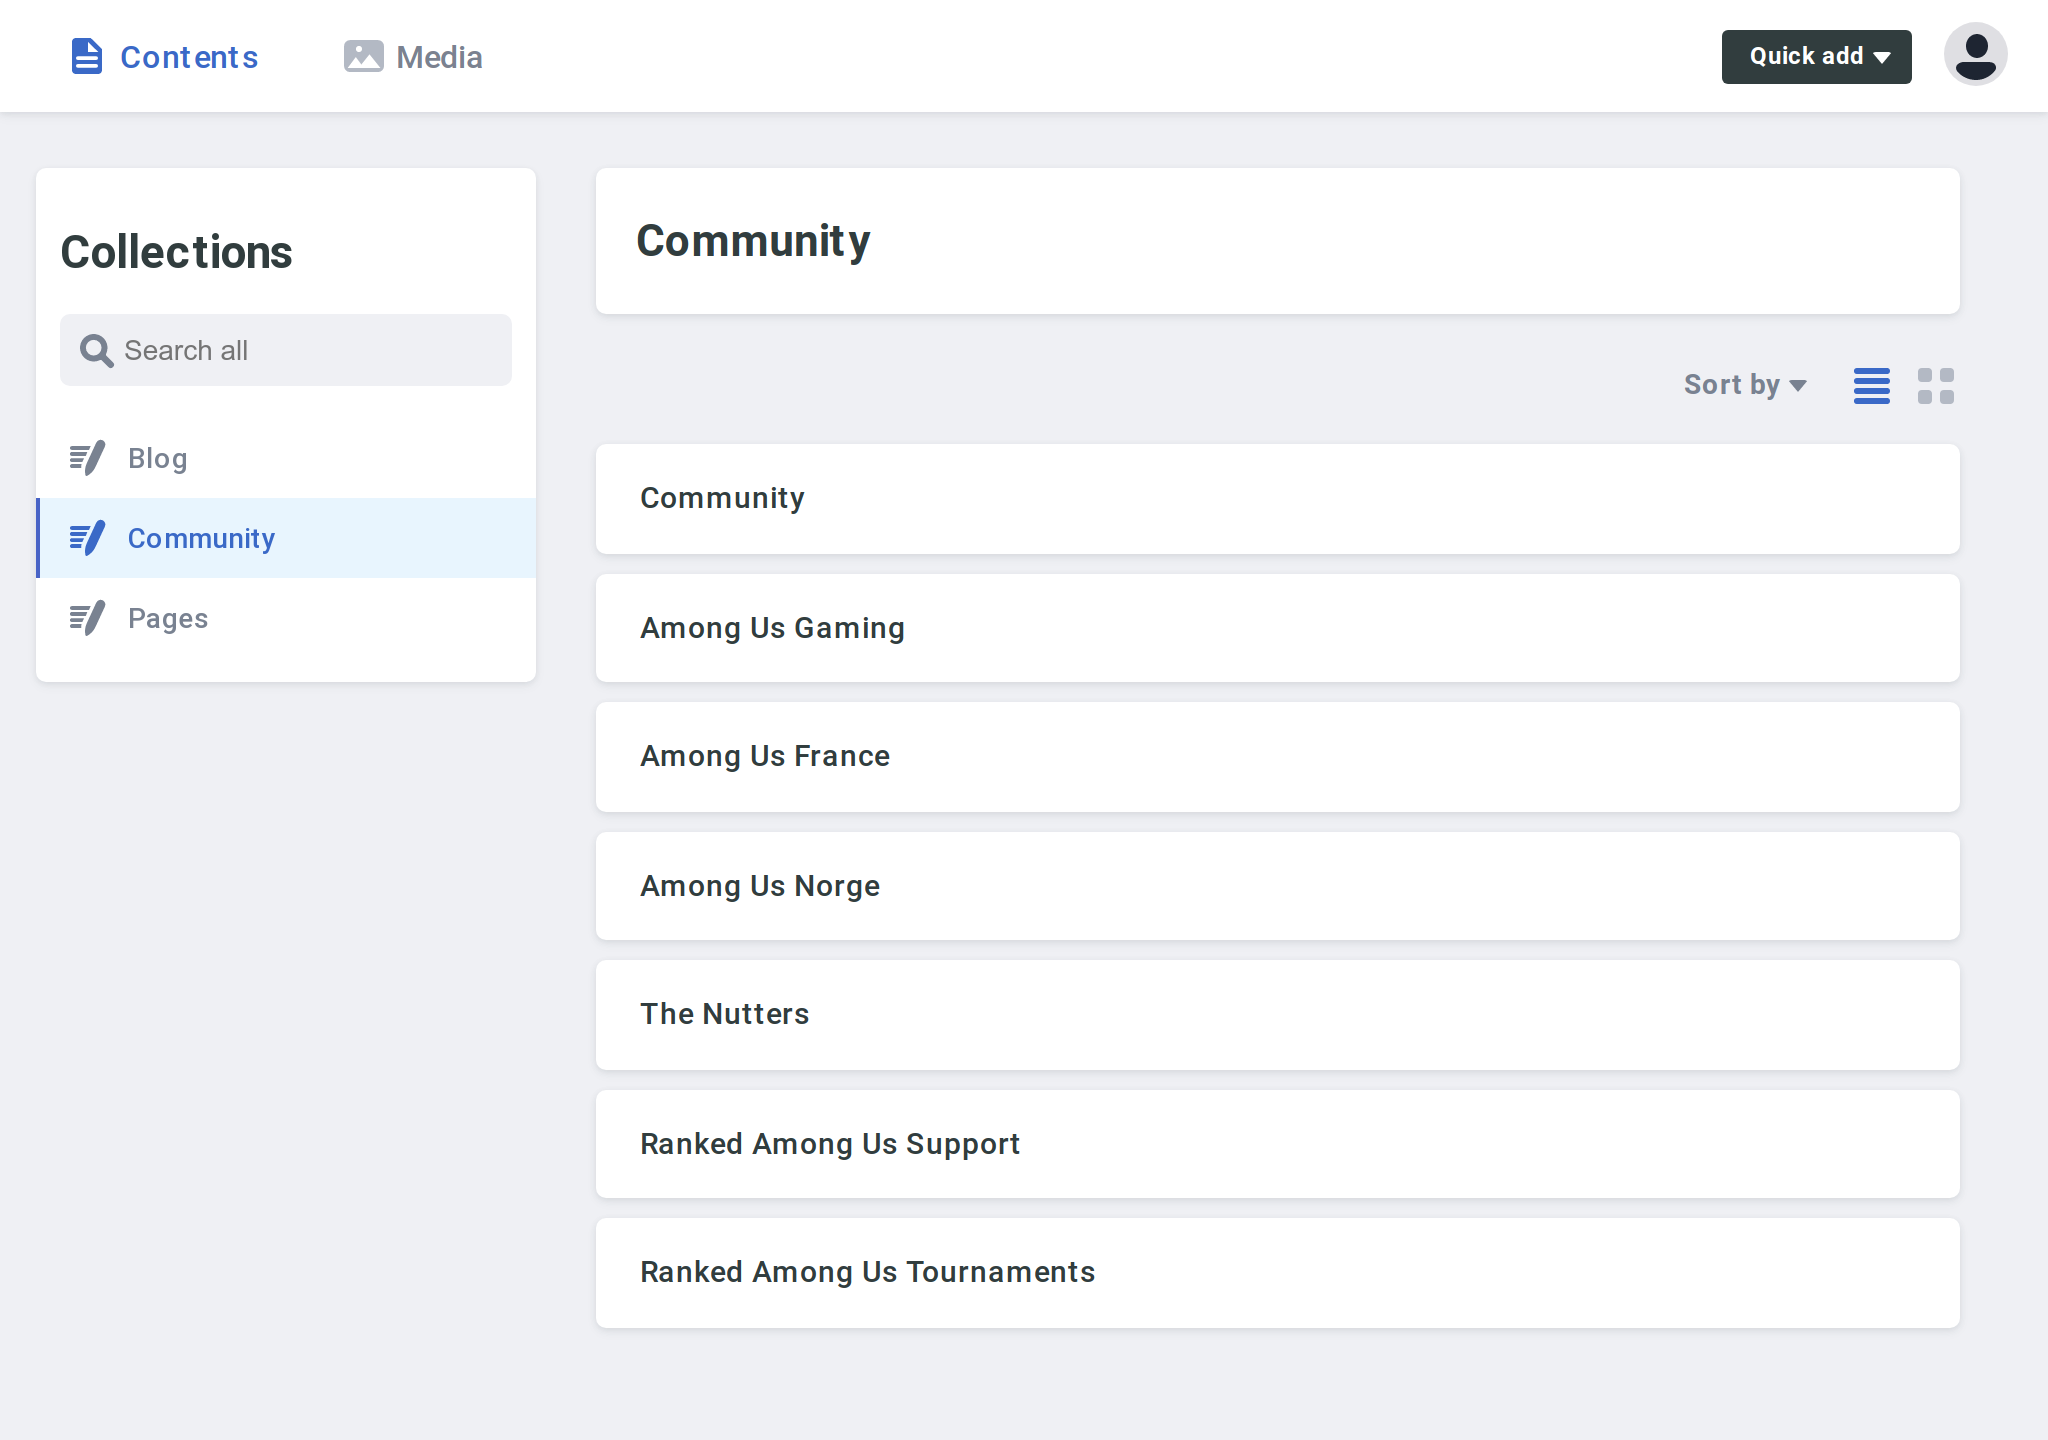 Contents
Media
Quick add
Collections
Search all
Blog
Community
Pages
Community
Sort by
Community
Among Us Gaming
Among Us France
Among Us Norge
The Nutters
Ranked Among Us Support
Ranked Among Us Tournaments